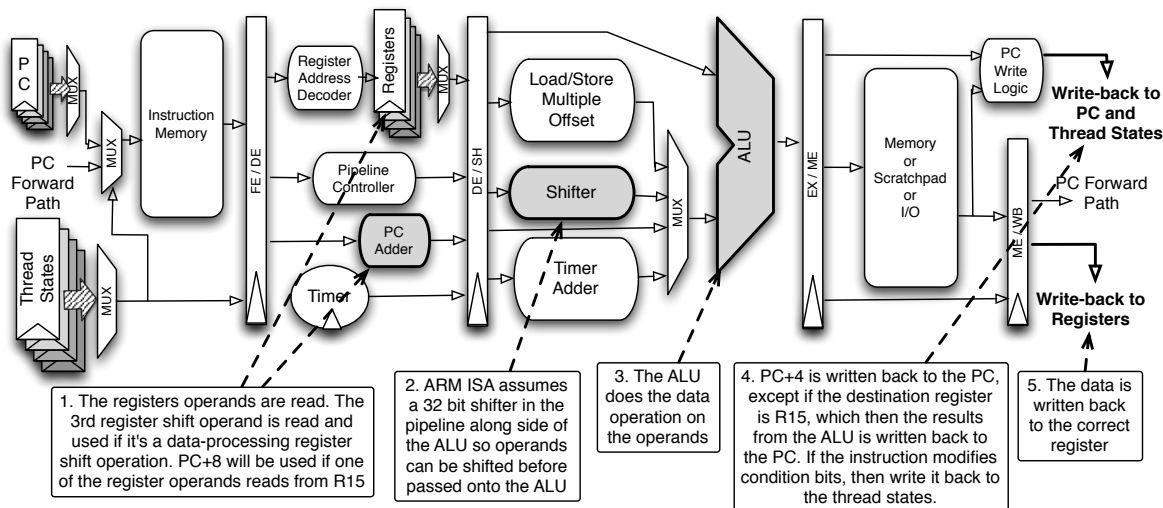 PC
MUX
PC
Forward
Path
MUX
Thread
States
MUX
Instruction
Memory
FE / DE
Register
Address
Decoder
Registers
MUX
Pipeline
Controller
PC
Adder
Timer
DE / SH
Load/Store
Multiple
Offset
Shifter
Timer
Adder
MUX
ALU
EX / ME
Memory
or
Scratchpad
or
I/O
PC
Write
Logic
Write-back to
PC and
Thread States
ME / WB
PC Forward
Path
Write-back to
Registers
1. The registers operands are read. The
3rd register shift operand is read and
used if it's a data-processing register
shift operation. PC+8 will be used if one
of the register operands reads from R15
2. ARM ISA assumes
a 32 bit shifter in the
pipeline along side
of the ALU so operands
can be shifted before
passed onto the ALU
3. The ALU
does the data
operation on
the operands
4. PC+4 is written back to the PC,
except if the destination register
is R15, which then the results
from the ALU is written back to
the PC. If the instruction modifies
condition bits, then write it back to
the thread states.
5. The data is
written back
to the correct
register